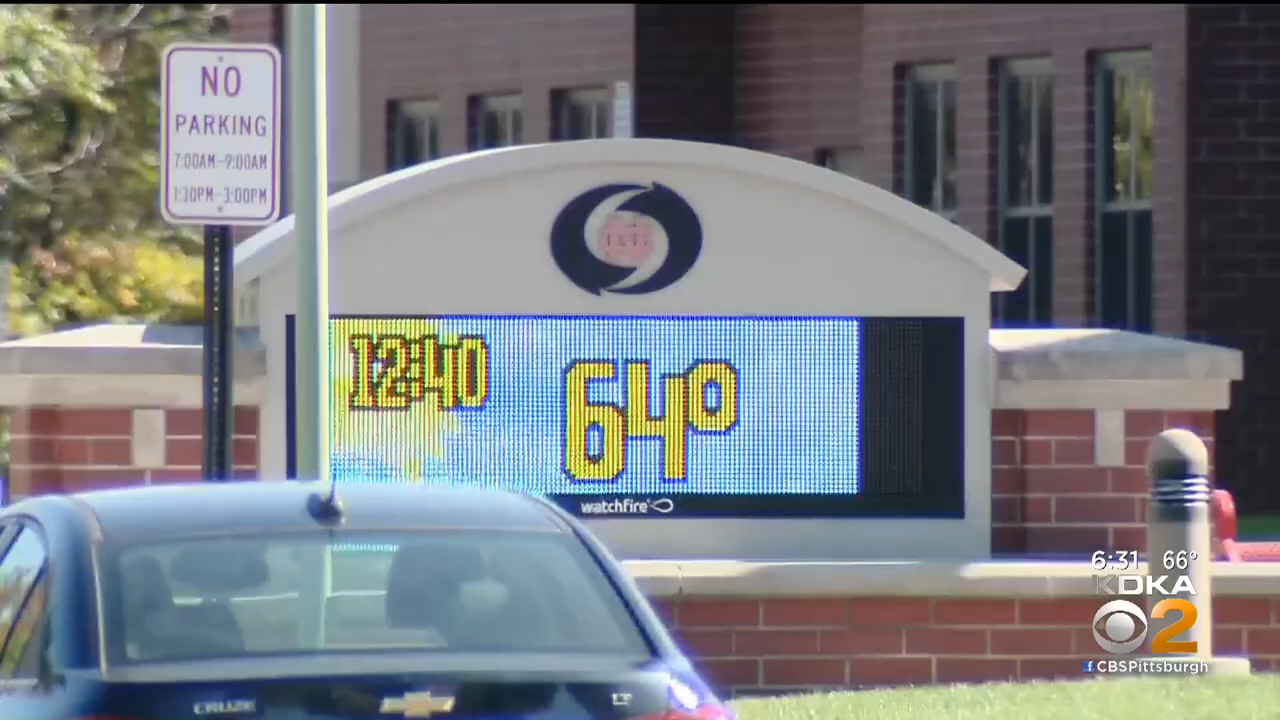 NO
PARKING
7:00AM-9:00AM
1:30PM-3:00PM
12:40
64°
watchfire
CRUZE
LT
6:31 66°
KDKA
2
f CBSPittsburgh